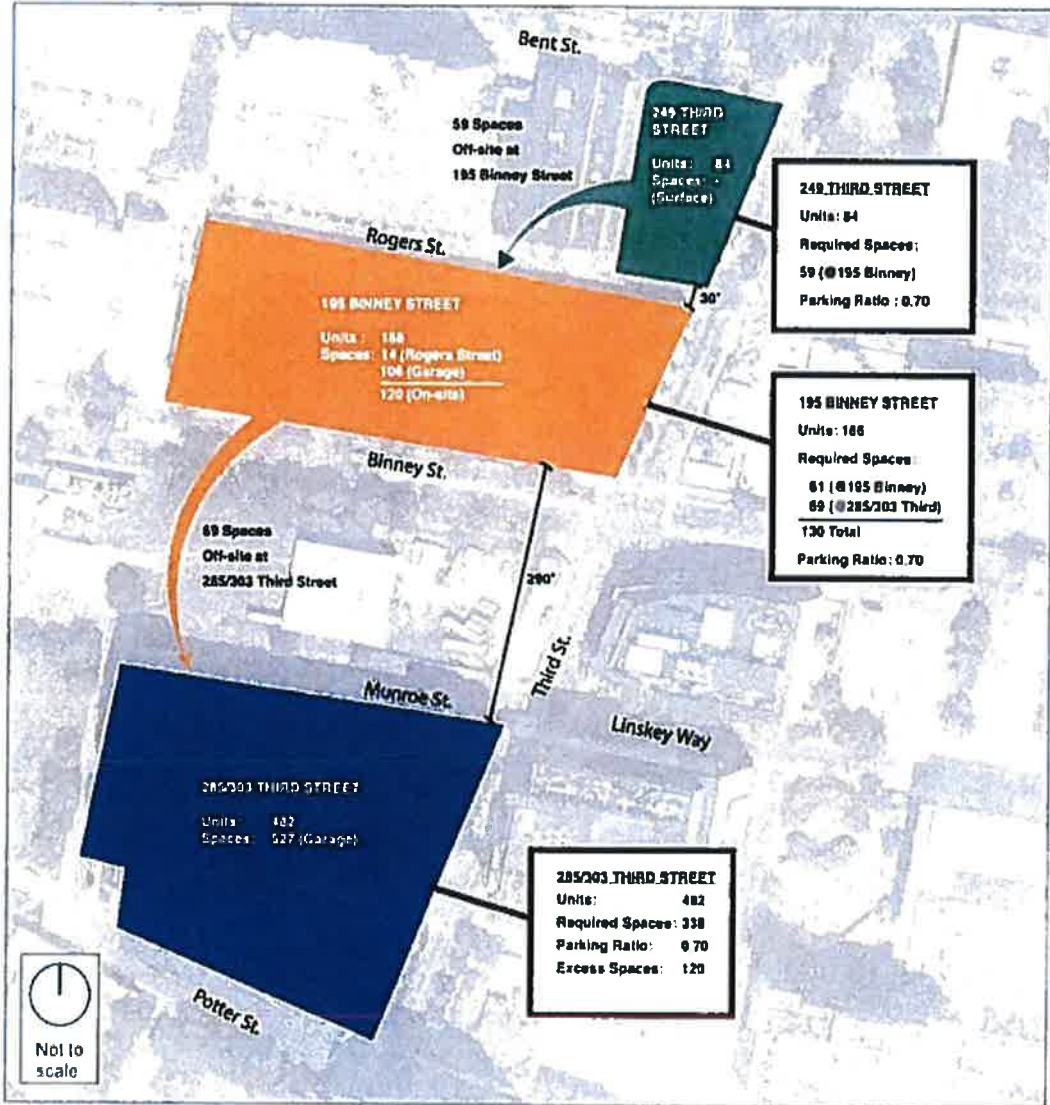 Bent St.
59 Spaces
Off-site at
195 Binney Street
249 THIRD
STREET
Units: 84
Spaces: -
(Surface)
249 THIRD STREET
Units: 84
Required Spaces:
59 (@195 Binney)
Parking Ratio : 0.70
Rogers St.
30'
195 BINNEY STREET
Units : 186
Spaces: 14 (Rogers Street)
106 (Garage)
120 (On-site)
195 BINNEY STREET
Units: 186
Required Spaces:
61 (@195 Binney)
69 (@285/303 Third)
130 Total
Parking Ratio: 0.70
Binney St.
69 Spaces
Off-site at
285/303 Third Street
290'
Third St.
Munroe St.
Linskey Way
285/303 THIRD STREET
Units: 482
Spaces: 527 (Garage)
285/303 THIRD STREET
Units: 482
Required Spaces: 338
Parking Ratio: 0.70
Excess Spaces: 120
Potter St.
Not to
scale